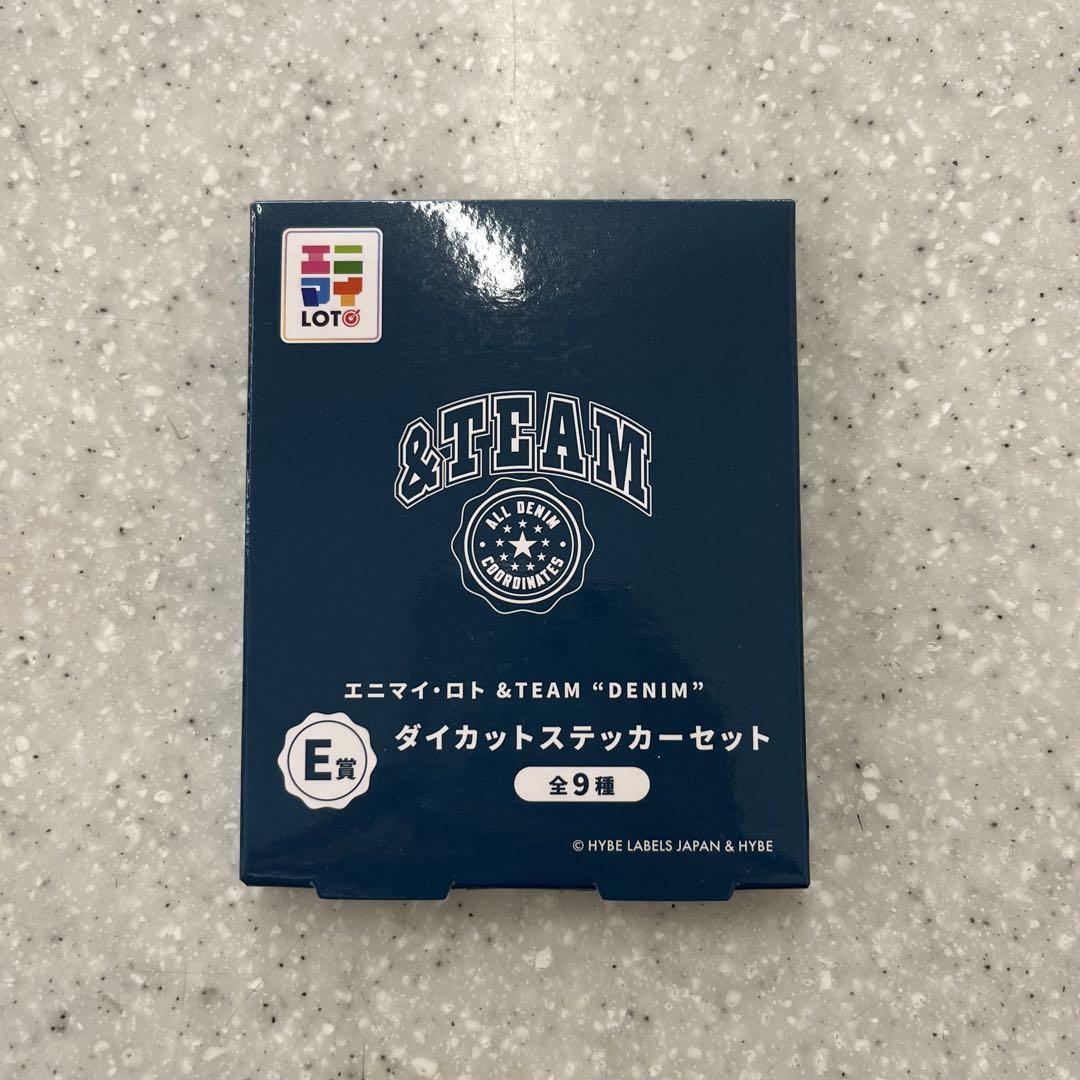 エニ
マイ
LOTO
&TEAM
ALL DENIM
COORDINATES
エニマイ・ロト &TEAM “DENIM”
E賞
ダイカットステッカーセット
全9種
© HYBE LABELS JAPAN & HYBE